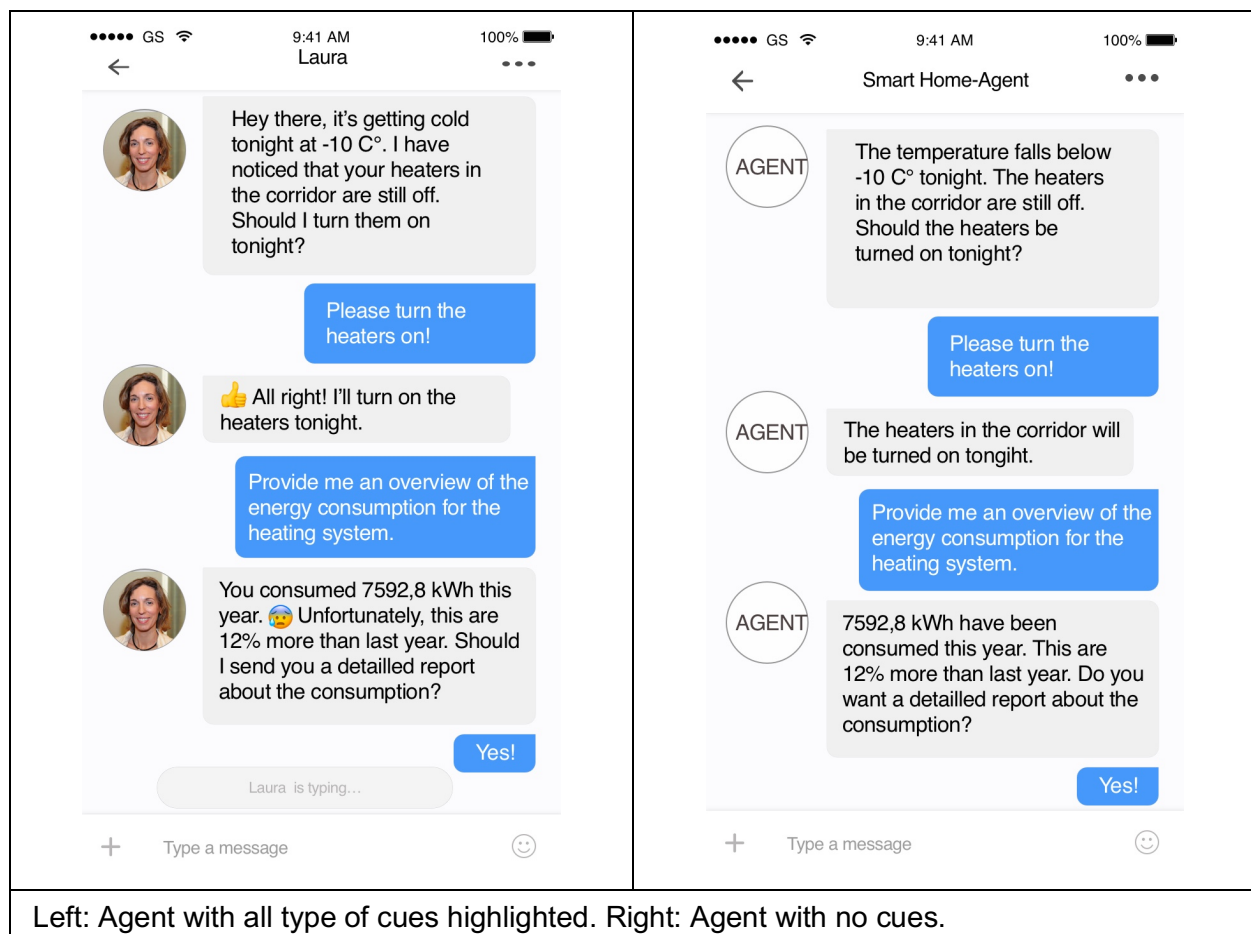 GS 9:41 AM 100%
Laura
Hey there, it’s getting cold
tonight at -10 C°. I have
noticed that your heaters in
the corridor are still off.
Should I turn them on
tonight?
Please turn the
heaters on!
👍 All right! I’ll turn on the
heaters tonight.
Provide me an overview of the
energy consumption for the
heating system.
You consumed 7592,8 kWh this
year. 😰 Unfortunately, this are
12% more than last year. Should
I send you a detailled report
about the consumption?
Yes!
Laura is typing...
Type a message
GS 9:41 AM 100%
Smart Home-Agent
AGENT
The temperature falls below
-10 C° tonight. The heaters
in the corridor are still off.
Should the heaters be
turned on tonight?
Please turn the
heaters on!
AGENT
The heaters in the corridor will
be turned on tongiht.
Provide me an overview of the
energy consumption for the
heating system.
AGENT
7592,8 kWh have been
consumed this year. This are
12% more than last year. Do you
want a detailled report about the
consumption?
Yes!
Type a message
Left: Agent with all type of cues highlighted. Right: Agent with no cues.